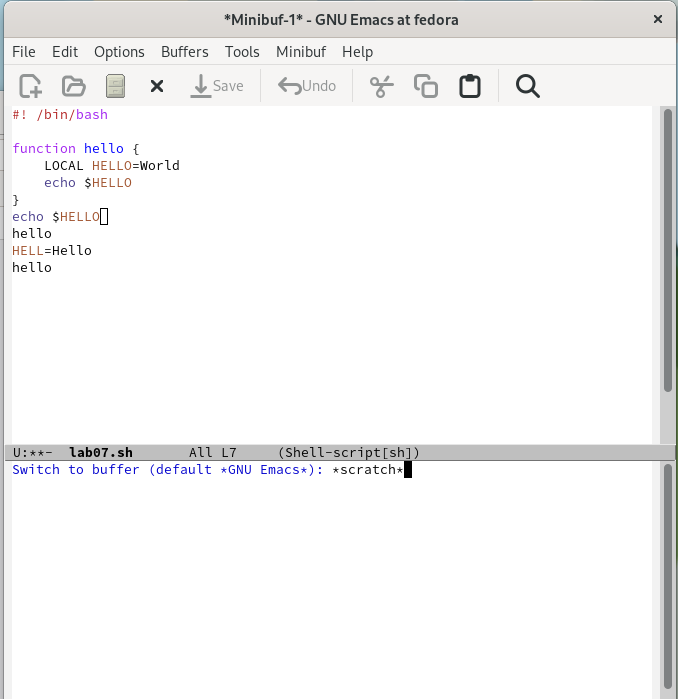 *Minibuf-1* - GNU Emacs at fedora
File Edit Options Buffers Tools Minibuf Help
Save Undo
#! /bin/bash
function hello {
    LOCAL HELLO=World
    echo $HELLO
}
echo $HELLO
hello
HELL=Hello
hello
U:**-  lab07.sh       All L7     (Shell-script[sh])
Switch to buffer (default *GNU Emacs*): *scratch*